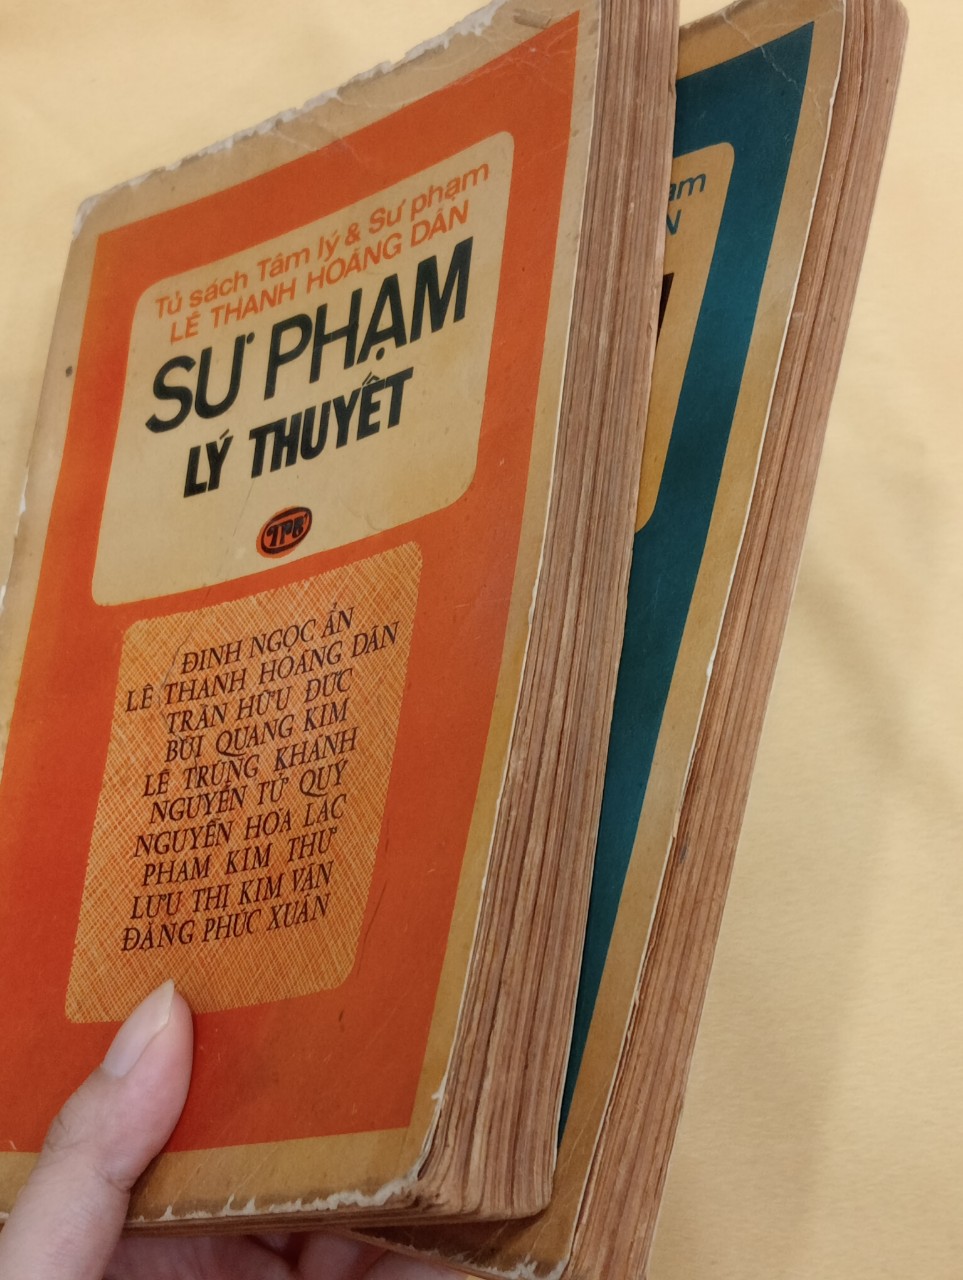 Tủ sách Tâm lý & Sư phạm
LÊ THANH HOÀNG DÂN
SƯ PHẠM
LÝ THUYẾT
ĐINH NGỌC ẨN
LÊ THANH HOÀNG DÂN
TRẦN HỮU ĐỨC
BÙI QUANG KIM
LÊ TRUNG KHÁNH
NGUYỄN TỬ QUÝ
NGUYỄN HÒA LẠC
PHẠM KIM THƯ
LƯU THỊ KIM VÂN
ĐẶNG PHÚC XUÂN